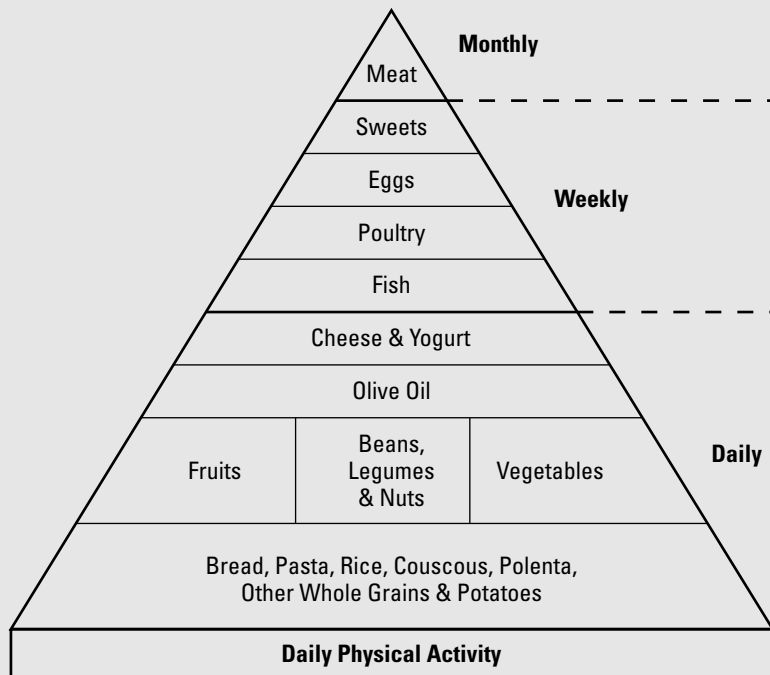 Monthly
Meat
Sweets
Eggs
Weekly
Poultry
Fish
Cheese & Yogurt
Olive Oil
Fruits
Beans,
Legumes
& Nuts
Vegetables
Daily
Bread, Pasta, Rice, Couscous, Polenta,
Other Whole Grains & Potatoes
Daily Physical Activity